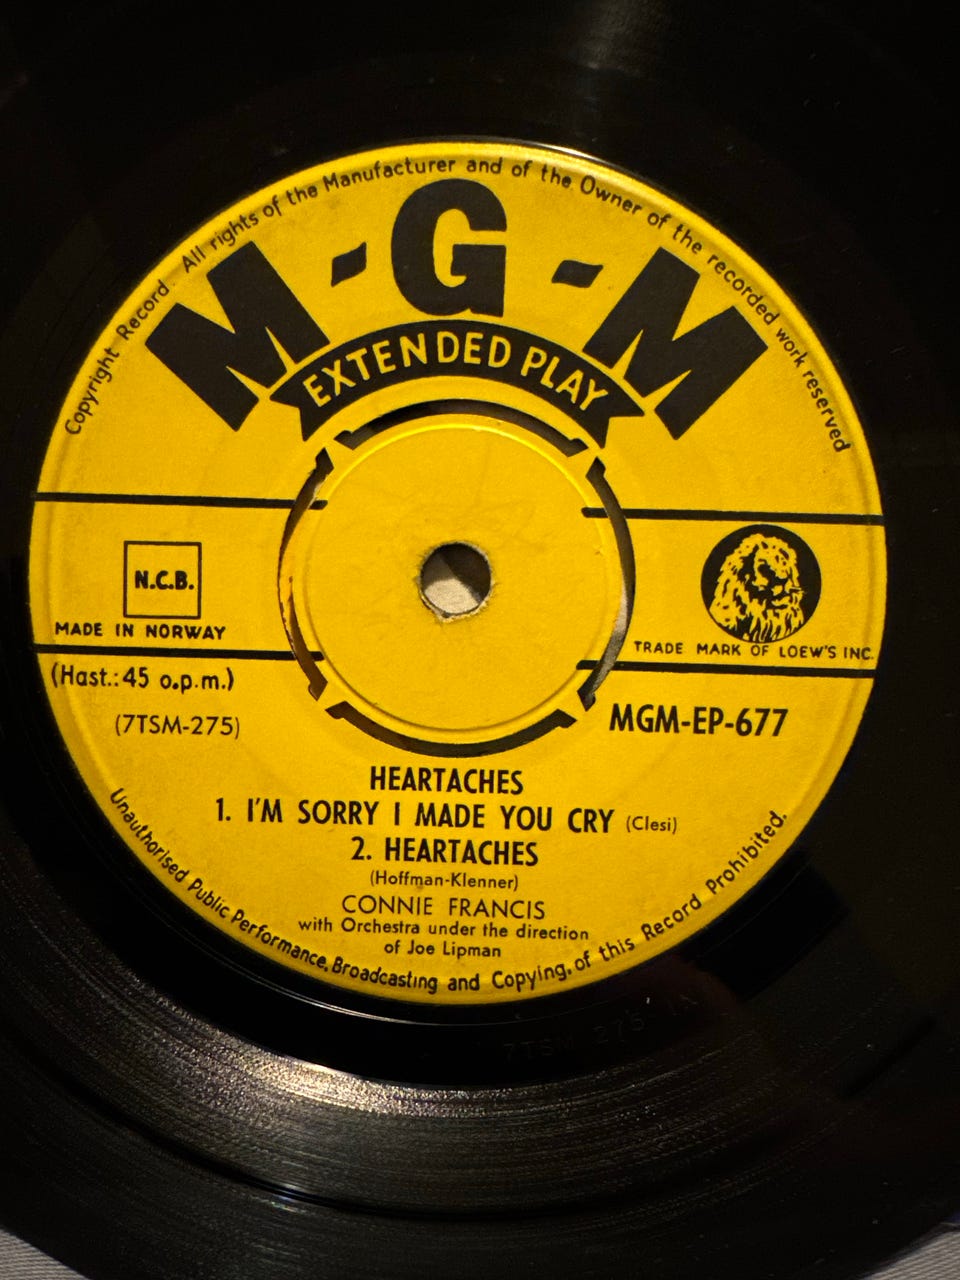 Copyright Record All rights of the Manufacturer and of the Owner of the recorded work reserved
M-G-M
EXTENDED PLAY
N.C.B.
MADE IN NORWAY
TRADE MARK OF LOEW'S INC.
(Hast.: 45 o.p.m.)
(7TSM-275)
MGM-EP-677
HEARTACHES
1. I'M SORRY I MADE YOU CRY (Clesi)
2. HEARTACHES
(Hoffman-Klenner)
CONNIE FRANCIS
with Orchestra under the direction
of Joe Lipman
Unauthorised Public Performance, Broadcasting and Copying, of this Record Prohibited.
7TSM 275